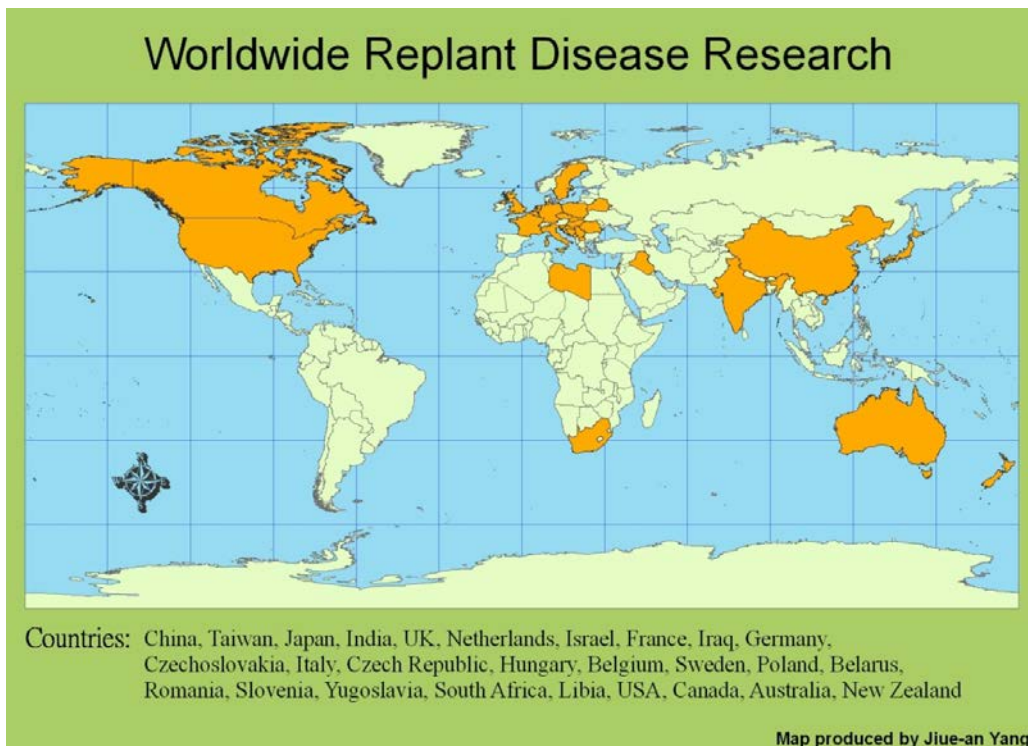 Worldwide Replant Disease Research
Countries: China, Taiwan, Japan, India, UK, Netherlands, Israel, France, Iraq, Germany,
Czechoslovakia, Italy, Czech Republic, Hungary, Belgium, Sweden, Poland, Belarus,
Romania, Slovenia, Yugoslavia, South Africa, Libia, USA, Canada, Australia, New Zealand
Map produced by Jiue-an Yang